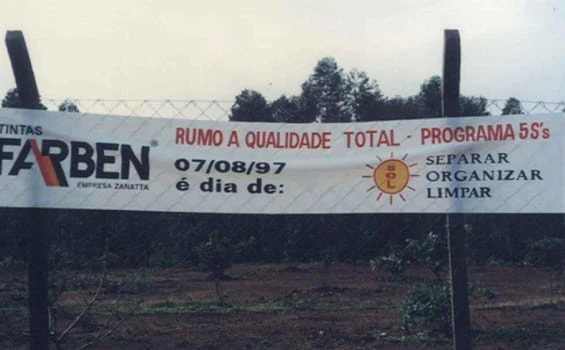 TINTAS
FARBEN®
EMPRESA ZANATTA
RUMO A QUALIDADE TOTAL - PROGRAMA 5S's
07/08/97
é dia de:
SOL
SEPARAR
ORGANIZAR
LIMPAR